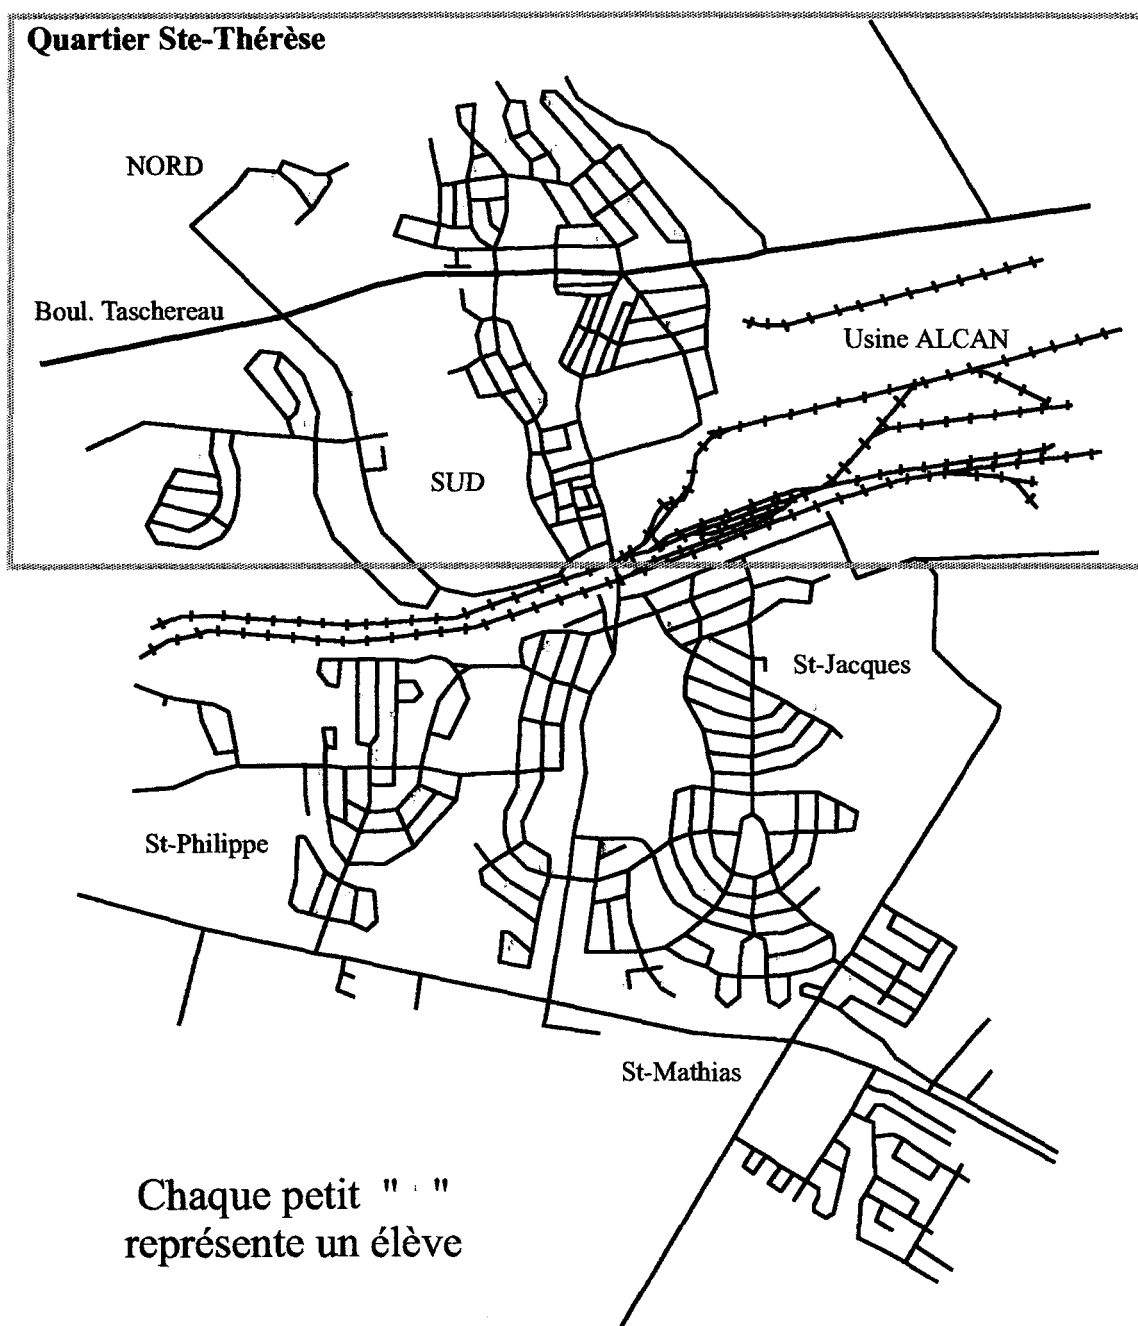 Quartier Ste-Thérèse
NORD
Boul. Taschereau
Usine ALCAN
SUD
St-Jacques
St-Philippe
St-Mathias
Chaque petit " "
représente un élève